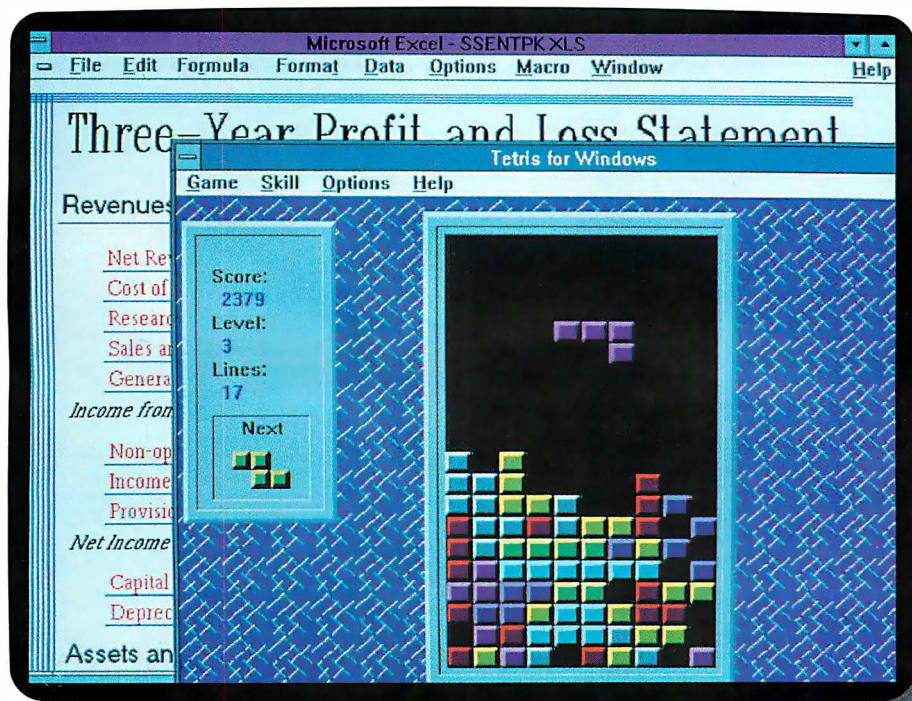 Microsoft Excel - SSENTPK.XLS
File Edit Formula Format Data Options Macro Window Help
Three-Year Profit and Loss Statement
Tetris for Windows
Game Skill Options Help
Revenues
Net Re
Cost of
Researc
Sales a
Genera
Income from
Non-op
Income
Provisio
Net Income
Capital
Deprec
Assets an
Score:
2379
Level:
3
Lines:
17
Next